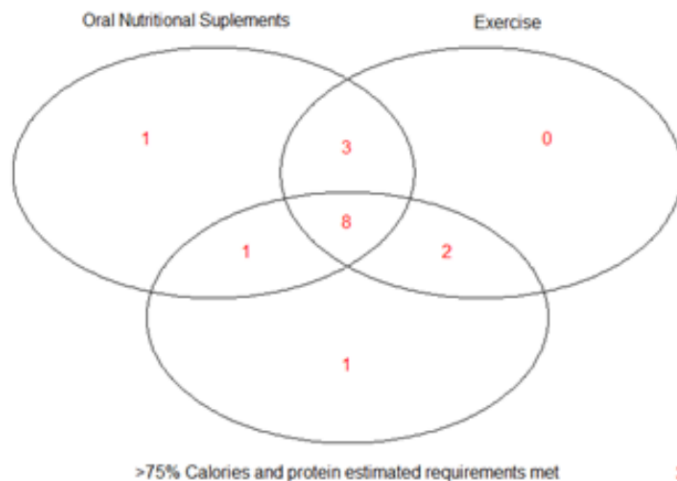 Oral Nutritional Suplements Exercise
1 3 0
8
1 2
1
>75% Calories and protein estimated requirements met